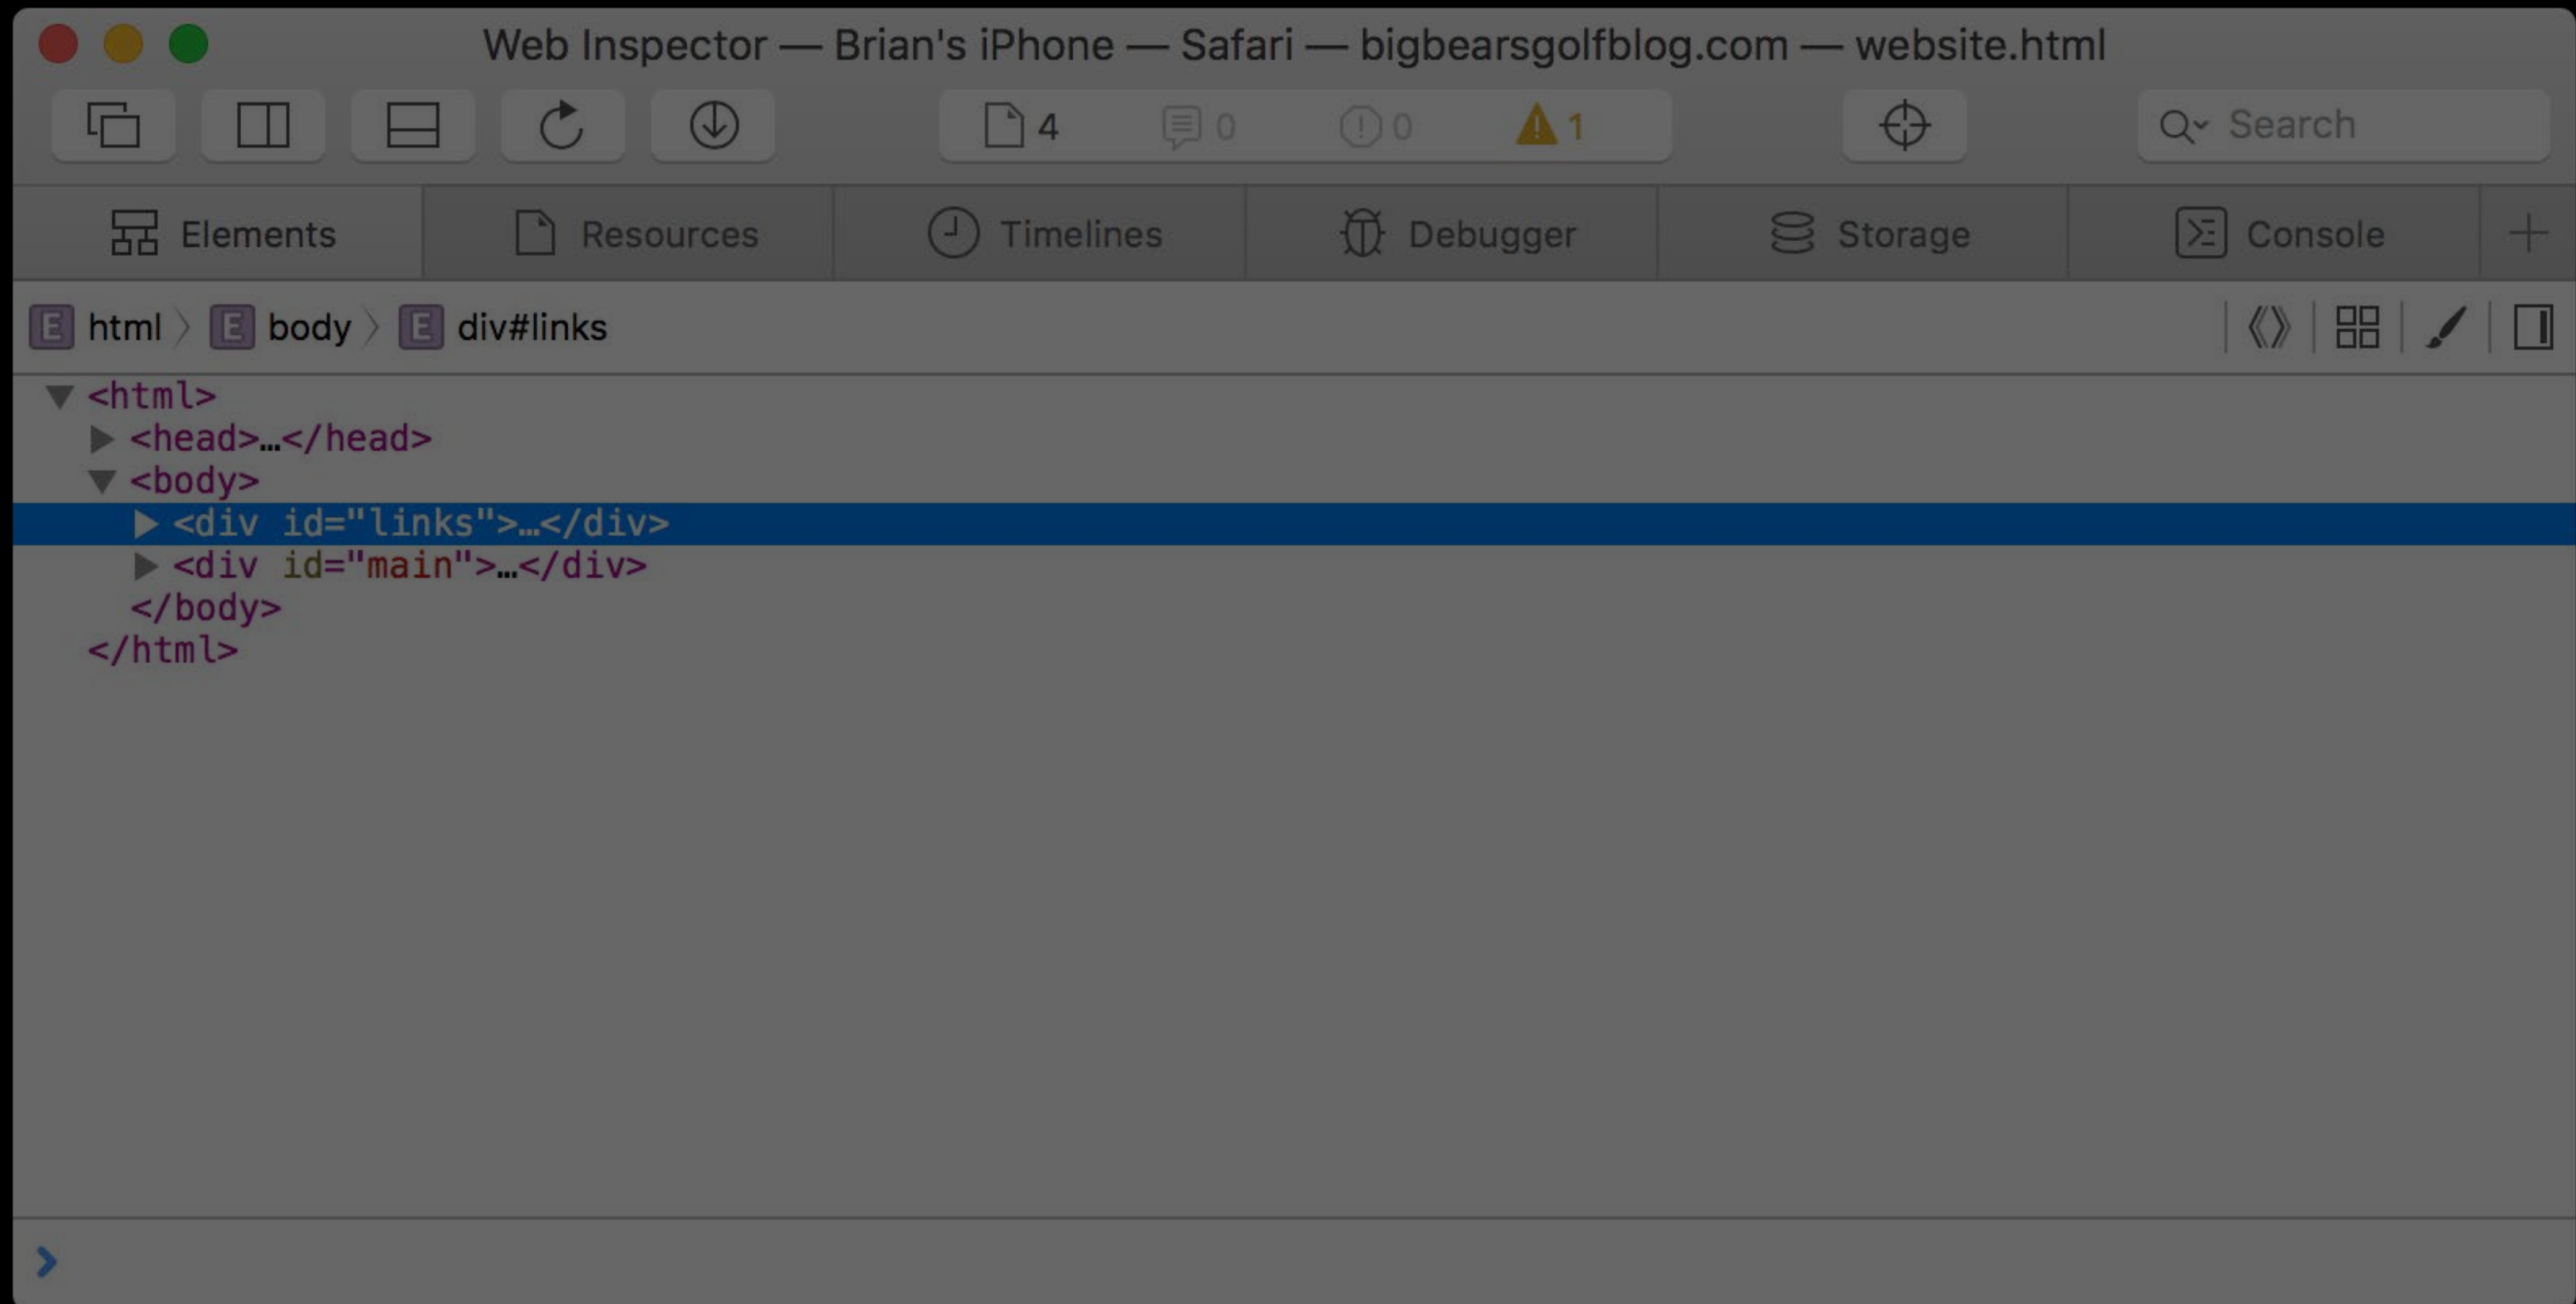 Web Inspector — Brian's iPhone — Safari — bigbearsgolfblog.com — website.html
4 0 0 1 Search
Elements Resources Timelines Debugger Storage Console
E html E body E div#links
<html>
<head>…</head>
<body>
<div id="links">…</div>
<div id="main">…</div>
</body>
</html>